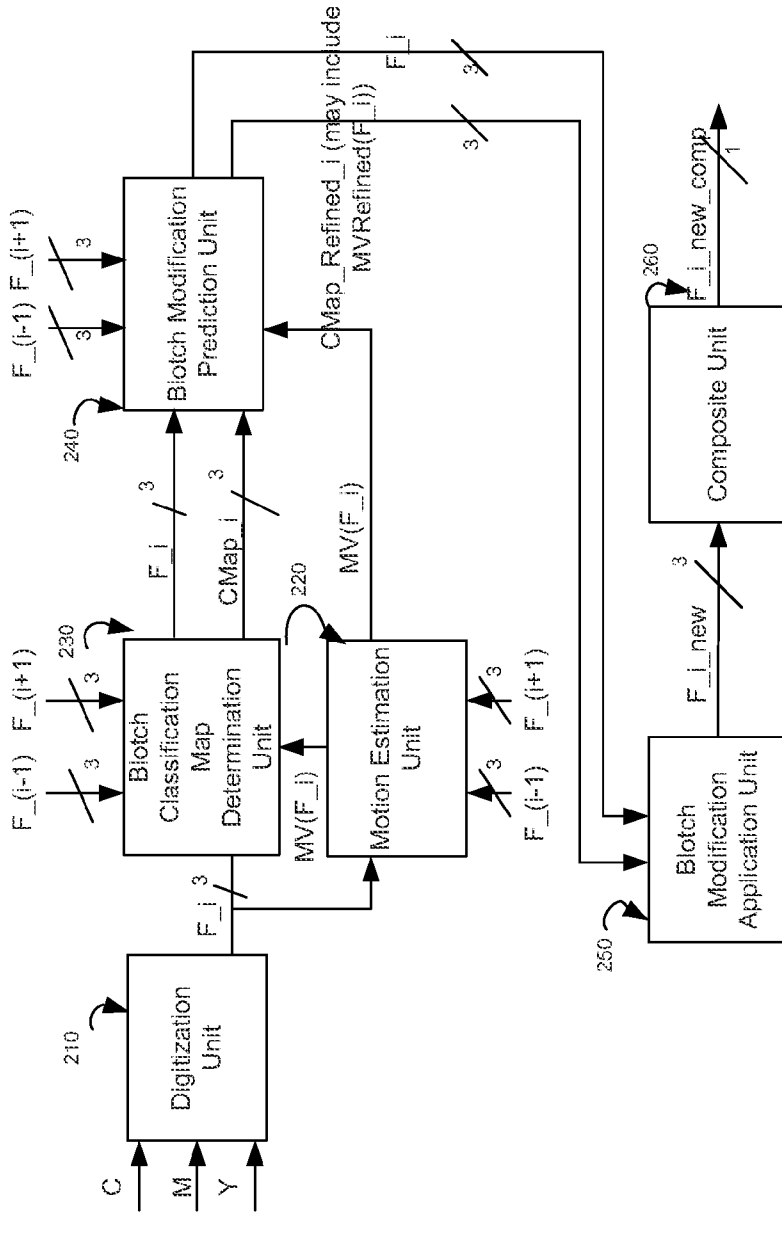 C
M
Y
Digitization
Unit
210
F_i
3
F_(i-1)
F_(i+1)
3
3
Blotch
Classification
Map
Determination
Unit
230
MV(F_i)
Motion Estimation
Unit
220
3
3
F_(i-1)
F_(i+1)
F_i
3
CMap_i
3
MV(F_i)
F_(i-1)
F_(i+1)
3
3
Blotch Modification
Prediction Unit
240
F_i
3
CMap_Refined_i (may include
MVRefined(F_i))
3
Blotch
Modification
Application Unit
250
F_i_new
3
Composite Unit
260
F_i_new_comp
1